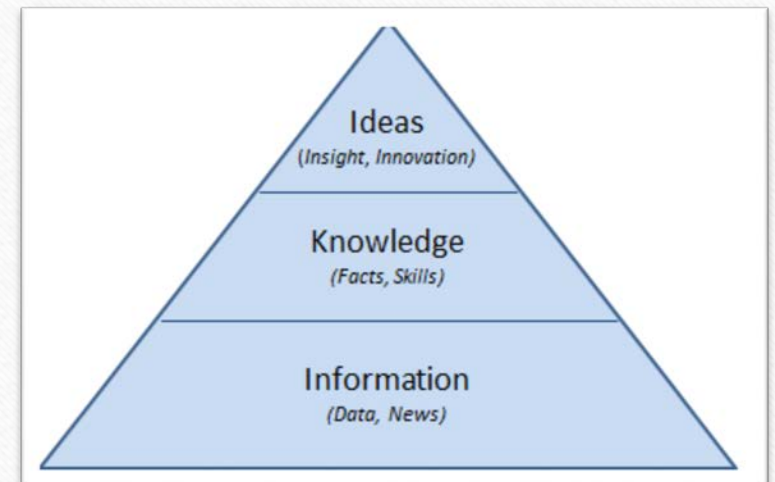 Ideas
(Insight, Innovation)
Knowledge
(Facts, Skills)
Information
(Data, News)